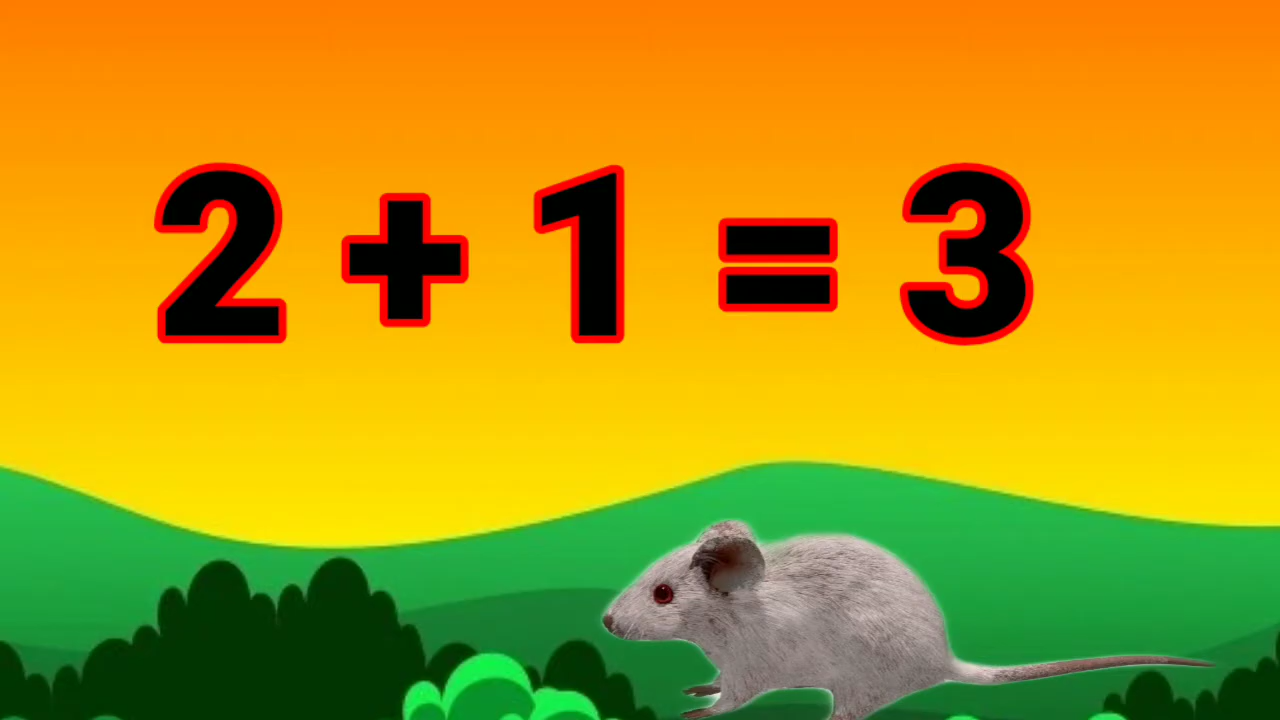 2 + 1 = 3